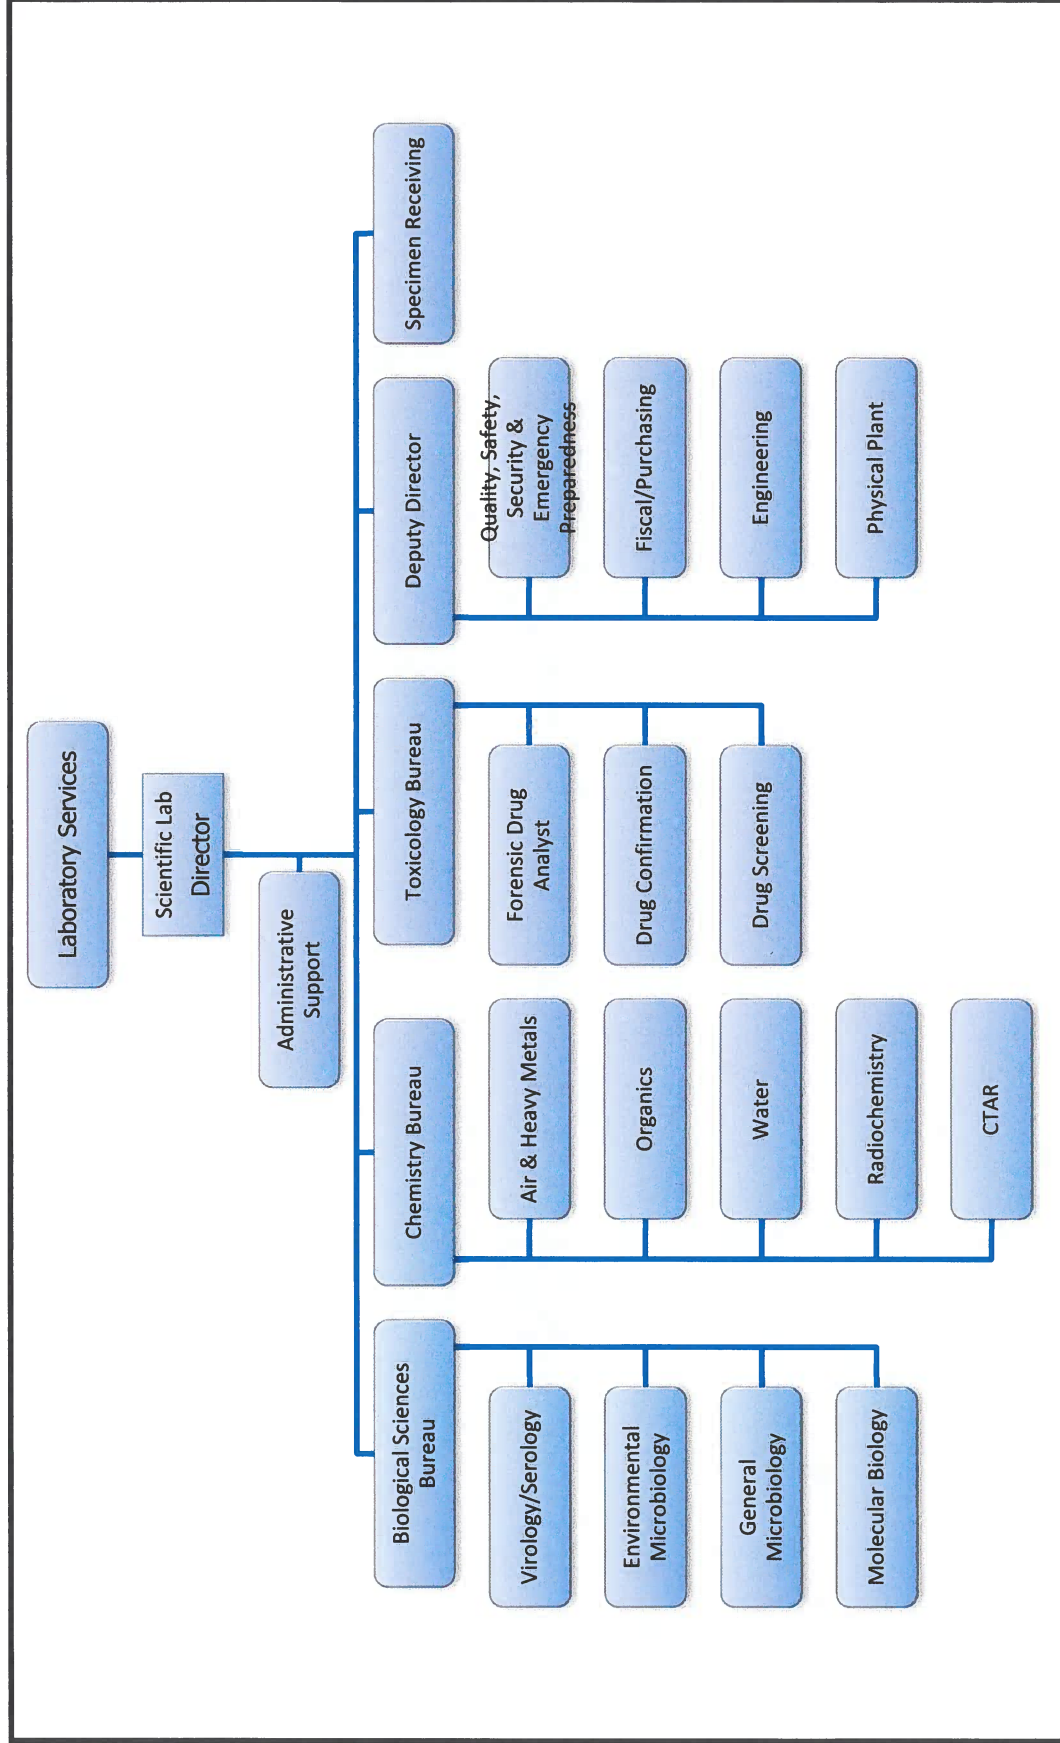 Laboratory Services
Scientific Lab
Director
Administrative
Support
Biological Sciences
Bureau
Virology/Serology
Environmental
Microbiology
General
Microbiology
Molecular Biology
Chemistry Bureau
Air & Heavy Metals
Organics
Water
Radiochemistry
CTAR
Toxicology Bureau
Forensic Drug
Analyst
Drug Confirmation
Drug Screening
Deputy Director
Quality, Safety,
Security &
Emergency
Preparedness
Fiscal/Purchasing
Engineering
Physical Plant
Specimen Receiving